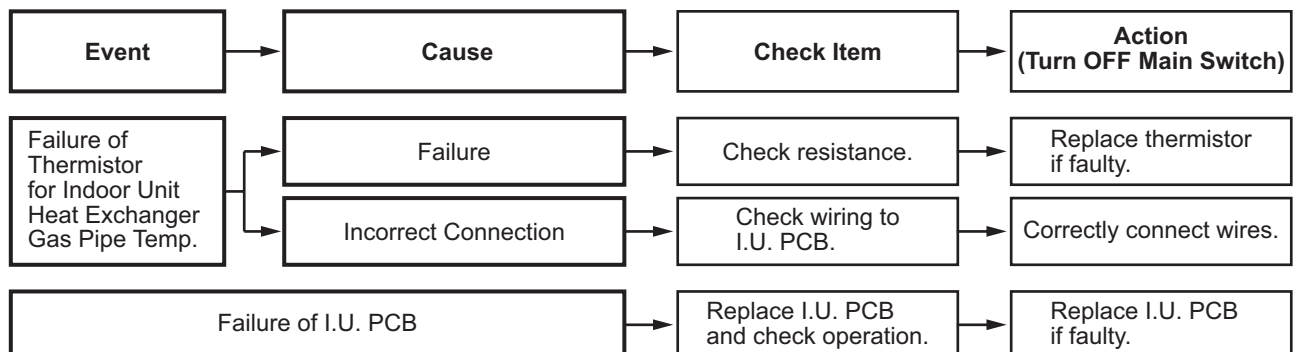 Event
Cause
Check Item
Action
(Turn OFF Main Switch)
Failure of
Thermistor
for Indoor Unit
Heat Exchanger
Gas Pipe Temp.
Failure
Check resistance.
Replace thermistor
if faulty.
Incorrect Connection
Check wiring to
I.U. PCB.
Correctly connect wires.
Failure of I.U. PCB
Replace I.U. PCB
and check operation.
Replace I.U. PCB
if faulty.